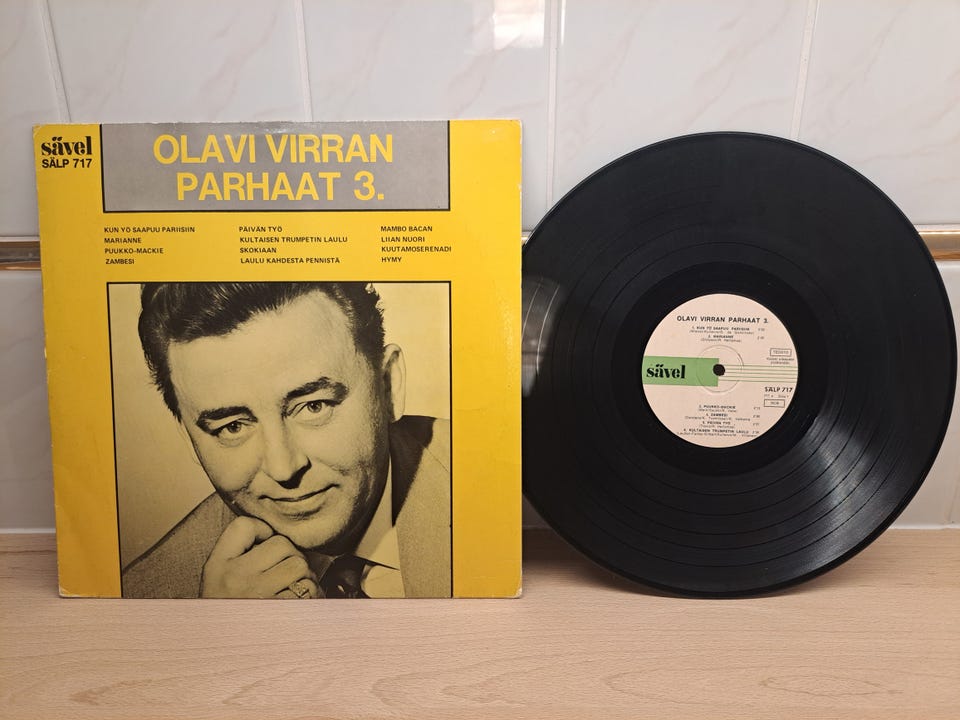 sävel
SÄLP 717
OLAVI VIRRAN
PARHAAT 3.
KUN YÖ SAAPUU PARIISIIN
MARIANNE
PUUKKO-MACKIE
ZAMBESI
PÄIVÄN TYÖ
KULTAISEN TRUMPETIN LAULU
SKOKIAAN
LAULU KAHDESTA PENNISTÄ
MAMBO BACAN
LIIAN NUORI
KUUTAMOSERENADI
HYMY
OLAVI VIRRAN PARHAAT 3.
1. KUN YÖ SAAPUU PARIISIIN
2. MARIANNE
sävel
SÄLP 717
3. PUUKKO-MACKIE
4. ZAMBESI
5. PÄIVÄN TYÖ
6. KULTAISEN TRUMPETIN LAULU